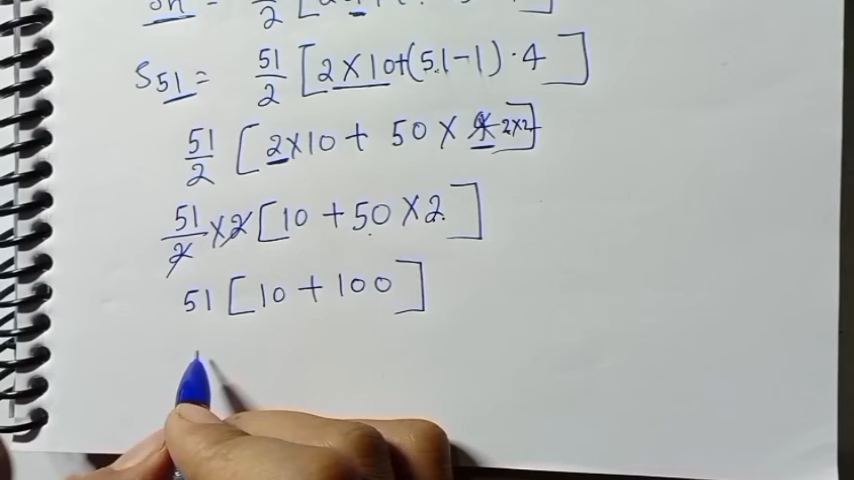 S51 = 51/2 [2×10+(51-1)·4]
51/2 [2×10 + 50 × 4 2×2]
51/2 ×2 [10 + 50 ×2]
51 [10 + 100]